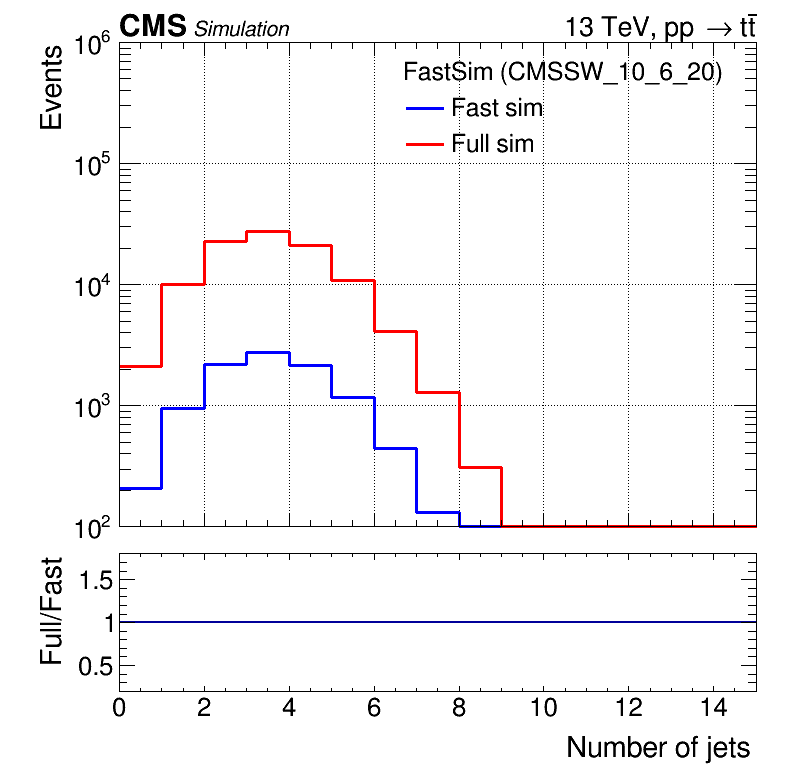 CMS Simulation 13 TeV, pp → tt̄
Events
10⁶
10⁵
10⁴
10³
10²
FastSim (CMSSW_10_6_20)
Fast sim
Full sim
Full/Fast
1.5
1
0.5
0 2 4 6 8 10 12 14
Number of jets